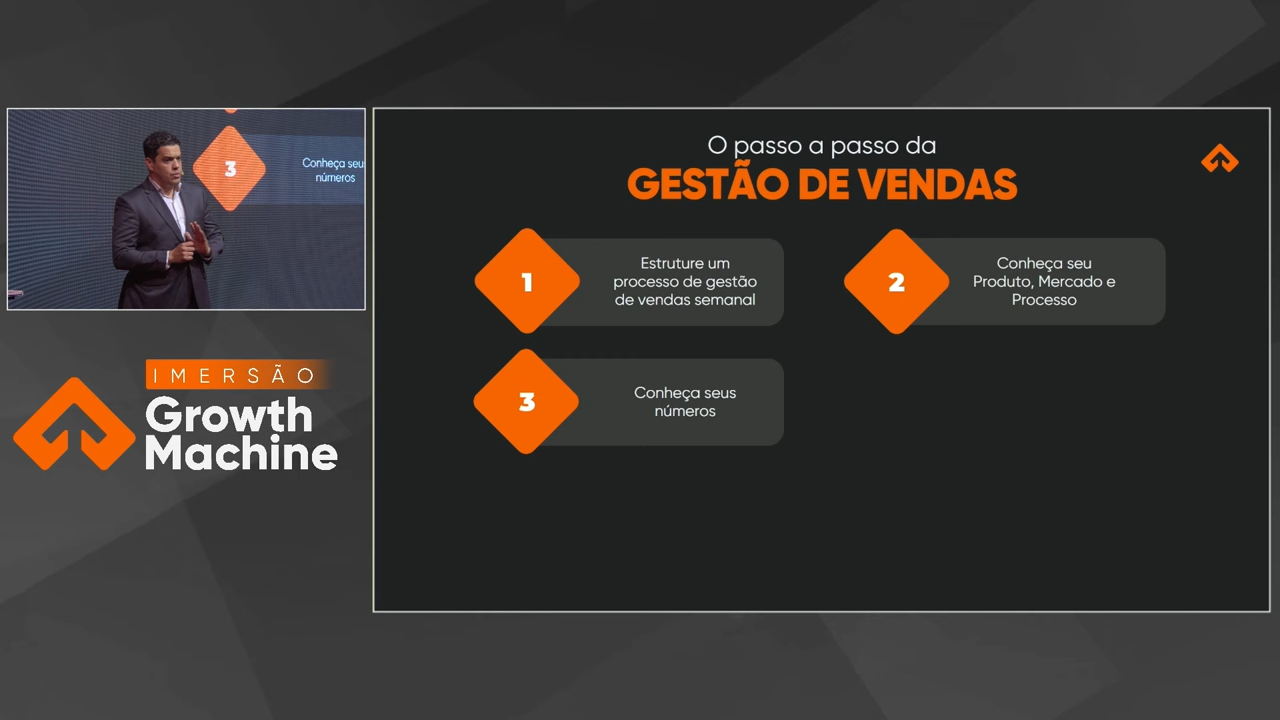 3
Conheça seus
números
IMERSÃO
Growth
Machine
O passo a passo da
GESTÃO DE VENDAS
1
Estruture um
processo de gestão
de vendas semanal
2
Conheça seu
Produto, Mercado e
Processo
3
Conheça seus
números